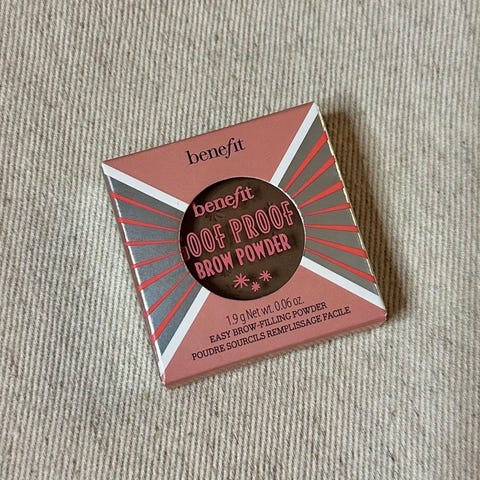 benefit
benefit
OOF PROOF
BROW POWDER
1.9 g Net wt. 0.06 oz.
EASY BROW-FILLING POWDER
POUDRE SOURCILS REMPLISSAGE FACILE